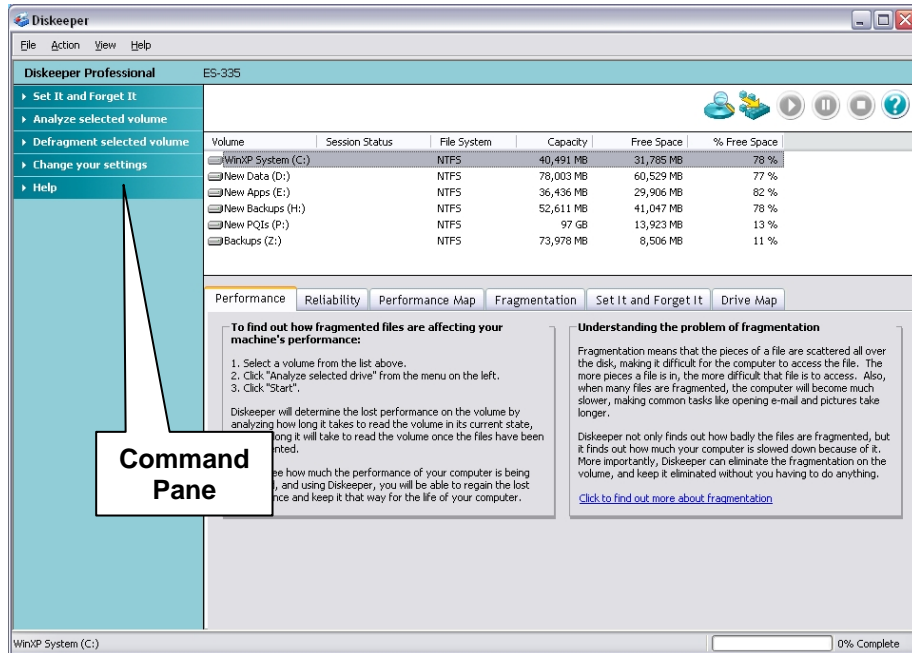 Diskeeper
File Action View Help
Diskeeper Professional ES-335
Set It and Forget It
Analyze selected volume
Defragment selected volume
Change your settings
Help
Volume Session Status File System Capacity Free Space % Free Space
WinXP System (C:) NTFS 40,491 MB 31,785 MB 78 %
New Data (D:) NTFS 78,003 MB 60,529 MB 77 %
New Apps (E:) NTFS 36,436 MB 29,906 MB 82 %
New Backups (H:) NTFS 52,611 MB 41,047 MB 78 %
New PQIs (P:) NTFS 97 GB 13,923 MB 13 %
Backups (Z:) NTFS 73,978 MB 8,506 MB 11 %
Performance Reliability Performance Map Fragmentation Set It and Forget It Drive Map
To find out how fragmented files are affecting your
machine's performance:
1. Select a volume from the list above.
2. Click "Analyze selected drive" from the menu on the left.
3. Click "Start".
Diskeeper will determine the lost performance on the volume by
analyzing how long it takes to read the volume in its current state,
long it will take to read the volume once the files have been
ented.
ee how much the performance of your computer is being
, and using Diskeeper, you will be able to regain the lost
nce and keep it that way for the life of your computer.
Understanding the problem of fragmentation
Fragmentation means that the pieces of a file are scattered all over
the disk, making it difficult for the computer to access the file. The
more pieces a file is in, the more difficult that file is to access. Also,
when many files are fragmented, the computer will become much
slower, making common tasks like opening e-mail and pictures take
longer.
Diskeeper not only finds out how badly the files are fragmented, but
it finds out how much your computer is slowed down because of it.
More importantly, Diskeeper can eliminate the fragmentation on the
volume, and keep it eliminated without you having to do anything.
Click to find out more about fragmentation
Command
Pane
WinXP System (C:) 0% Complete